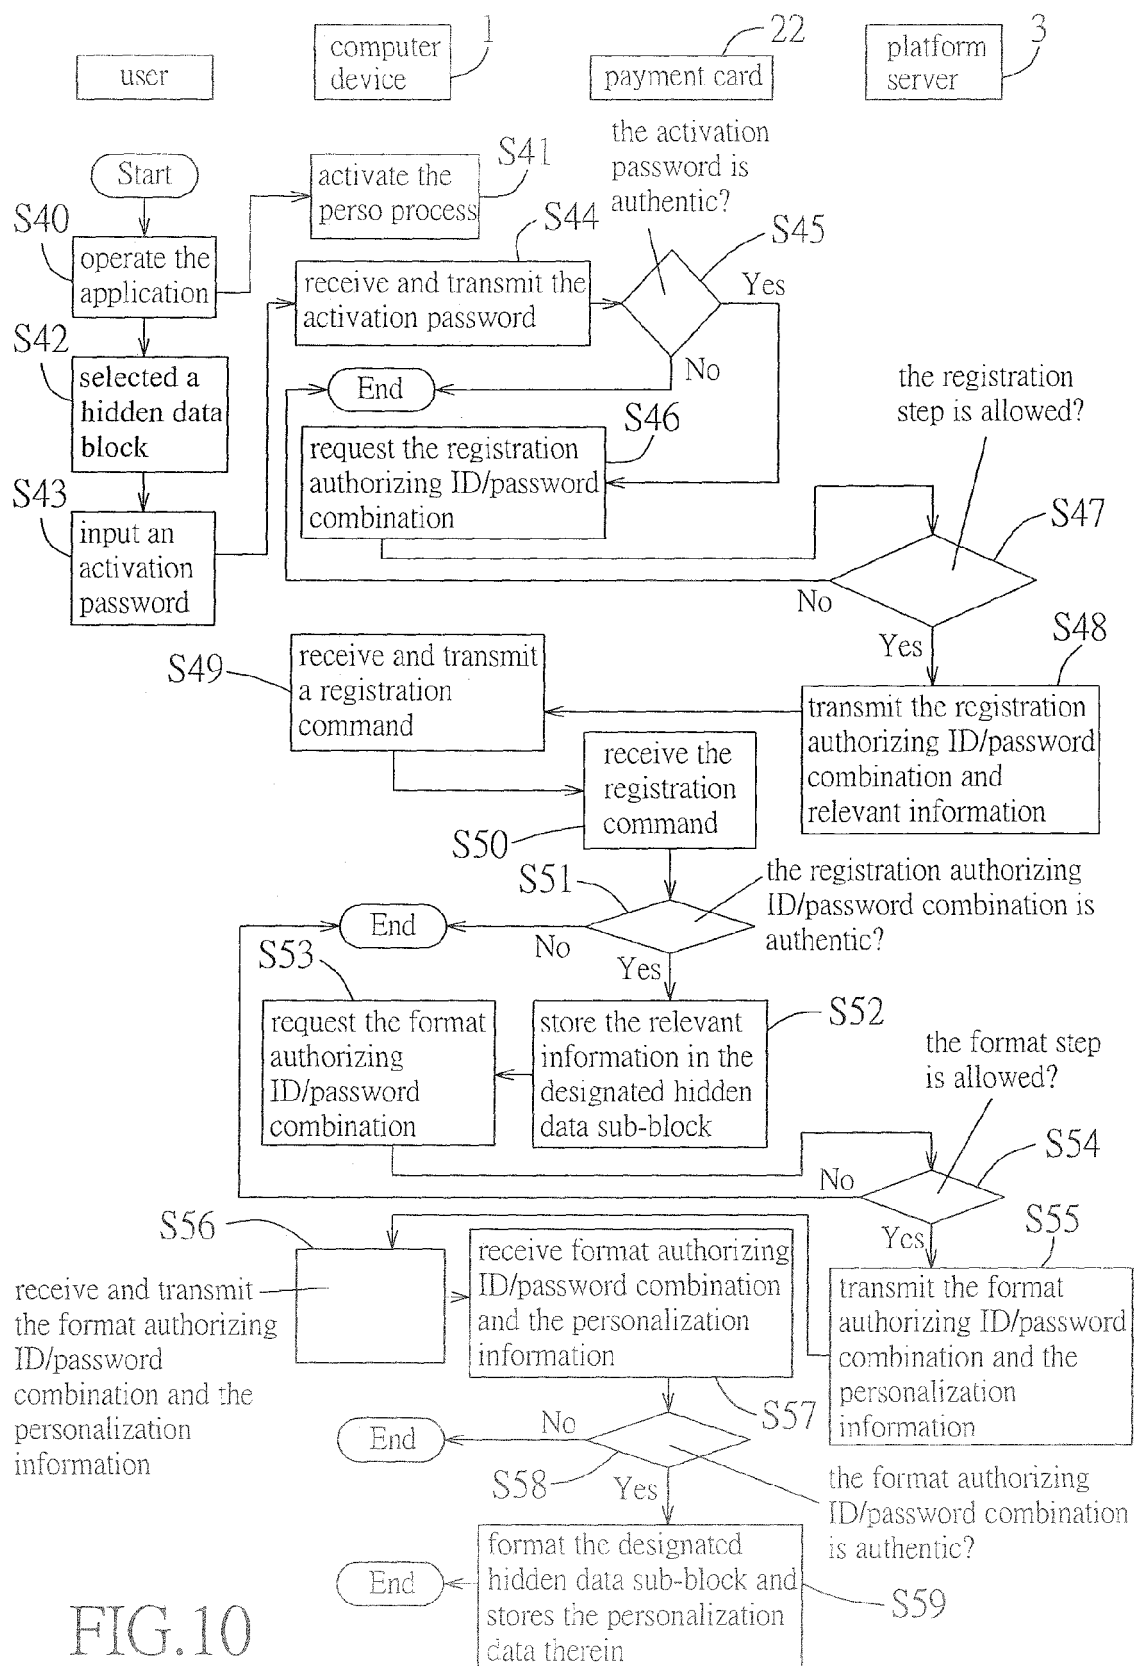 user
computer
device
1
payment card
22
platform
server
3
Start
S40
operate the
application
S41
activate the
perso process
S42
selected a
hidden data
block
S43
input an
activation
password
S44
receive and transmit the
activation password
the activation
password is
authentic?
S45
Yes
No
End
S46
request the registration
authorizing ID/password
combination
the registration
step is allowed?
S47
No
Yes
S48
transmit the registration
authorizing ID/password
combination and
relevant information
S49
receive and transmit
a registration
command
receive the
registration
command
S50
S51
the registration authorizing
ID/password combination is
authentic?
End
No
Yes
S52
store the relevant
information in the
designated hidden
data sub-block
S53
request the format
authorizing
ID/password
combination
the format step
is allowed?
S54
No
Yes
S55
transmit the format
authorizing ID/password
combination and the
personalization
information
S56
receive and transmit
the format authorizing
ID/password
combination and the
personalization
information
receive format authorizing
ID/password combination
and the personalization
information
S57
No
End
S58
Yes
the format authorizing
ID/password combination
is authentic?
format the designated
hidden data sub-block and
stores the personalization
data therein
S59
End
FIG.10